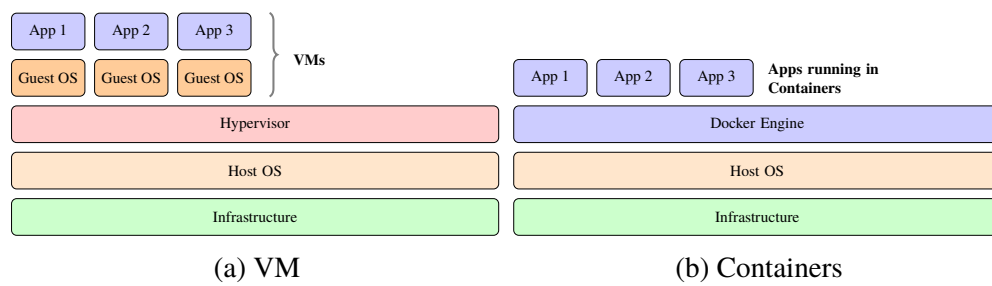 App 1
App 2
App 3
Guest OS
Guest OS
Guest OS
VMs
Hypervisor
Host OS
Infrastructure
(a) VM
App 1
App 2
App 3
Apps running in
Containers
Docker Engine
Host OS
Infrastructure
(b) Containers